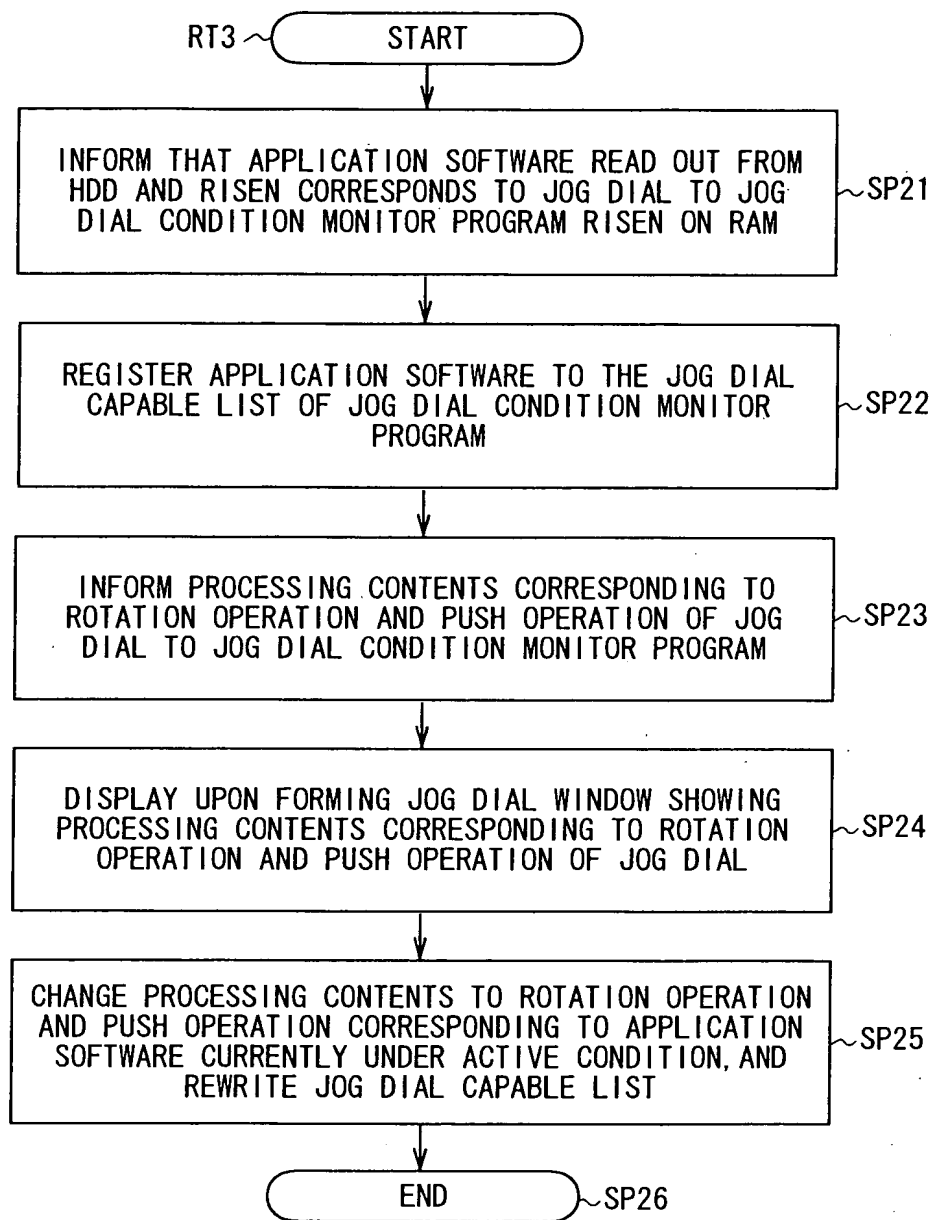 RT3 START
INFORM THAT APPLICATION SOFTWARE READ OUT FROM
HDD AND RISEN CORRESPONDS TO JOG DIAL TO JOG
DIAL CONDITION MONITOR PROGRAM RISEN ON RAM
SP21
REGISTER APPLICATION SOFTWARE TO THE JOG DIAL
CAPABLE LIST OF JOG DIAL CONDITION MONITOR
PROGRAM
SP22
INFORM PROCESSING CONTENTS CORRESPONDING TO
ROTATION OPERATION AND PUSH OPERATION OF JOG
DIAL TO JOG DIAL CONDITION MONITOR PROGRAM
SP23
DISPLAY UPON FORMING JOG DIAL WINDOW SHOWING
PROCESSING CONTENTS CORRESPONDING TO ROTATION
OPERATION AND PUSH OPERATION OF JOG DIAL
SP24
CHANGE PROCESSING CONTENTS TO ROTATION OPERATION
AND PUSH OPERATION CORRESPONDING TO APPLICATION
SOFTWARE CURRENTLY UNDER ACTIVE CONDITION, AND
REWRITE JOG DIAL CAPABLE LIST
SP25
END SP26